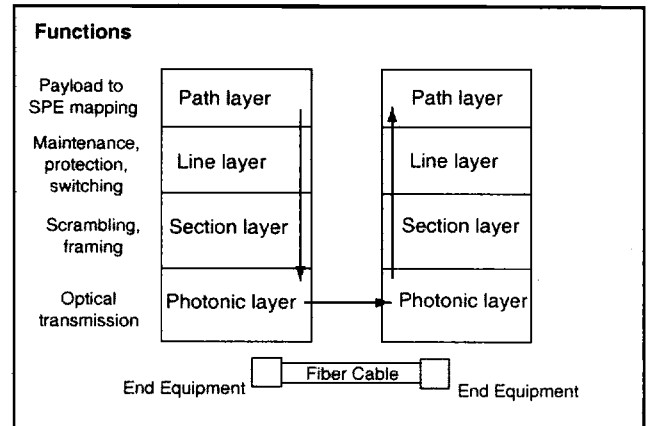 Functions
Payload to
SPE mapping
Path layer
Path layer
Maintenance,
protection,
switching
Line layer
Line layer
Scrambling,
framing
Section layer
Section layer
Optical
transmission
Photonic layer
Photonic layer
Fiber Cable
End Equipment
End Equipment